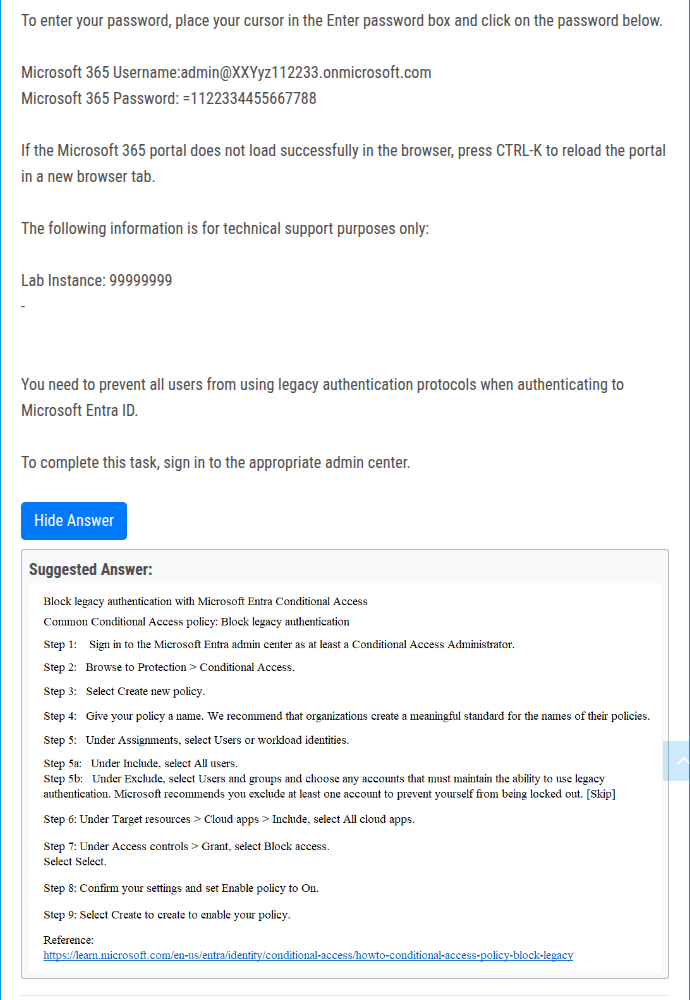 To enter your password, place your cursor in the Enter password box and click on the password below.
Microsoft 365 Username:admin@XXYyz112233.onmicrosoft.com
Microsoft 365 Password: =1122334455667788
If the Microsoft 365 portal does not load successfully in the browser, press CTRL-K to reload the portal
in a new browser tab.
The following information is for technical support purposes only:
Lab Instance: 99999999
-
You need to prevent all users from using legacy authentication protocols when authenticating to
Microsoft Entra ID.
To complete this task, sign in to the appropriate admin center.
Hide Answer
Suggested Answer:
Block legacy authentication with Microsoft Entra Conditional Access
Common Conditional Access policy: Block legacy authentication
Step 1: Sign in to the Microsoft Entra admin center as at least a Conditional Access Administrator.
Step 2: Browse to Protection > Conditional Access.
Step 3: Select Create new policy.
Step 4: Give your policy a name. We recommend that organizations create a meaningful standard for the names of their policies.
Step 5: Under Assignments, select Users or workload identities.
Step 5a: Under Include, select All users.
Step 5b: Under Exclude, select Users and groups and choose any accounts that must maintain the ability to use legacy
authentication. Microsoft recommends you exclude at least one account to prevent yourself from being locked out. [Skip]
Step 6: Under Target resources > Cloud apps > Include, select All cloud apps.
Step 7: Under Access controls > Grant, select Block access.
Select Select.
Step 8: Confirm your settings and set Enable policy to On.
Step 9: Select Create to create to enable your policy.
Reference:
https://learn.microsoft.com/en-us/entra/identity/conditional-access/howto-conditional-access-policy-block-legacy